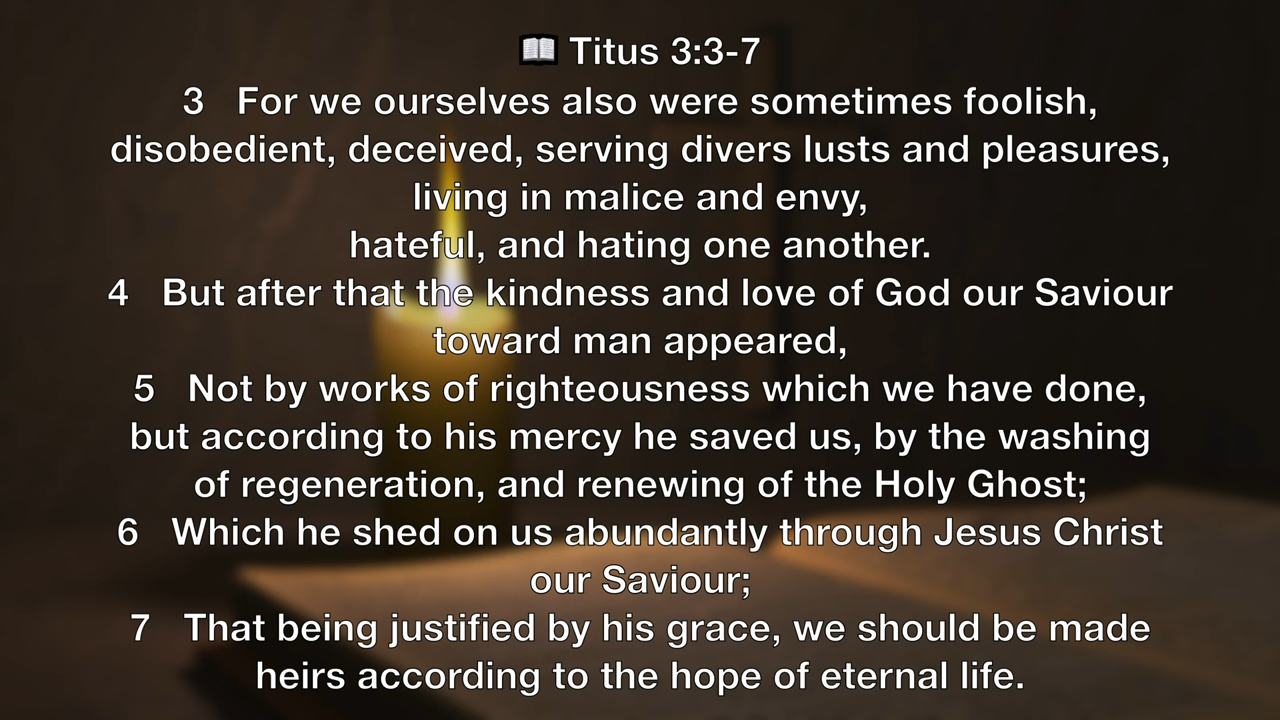 📖 Titus 3:3-7
3 For we ourselves also were sometimes foolish,
disobedient, deceived, serving divers lusts and pleasures,
living in malice and envy,
hateful, and hating one another.
4 But after that the kindness and love of God our Saviour
toward man appeared,
5 Not by works of righteousness which we have done,
but according to his mercy he saved us, by the washing
of regeneration, and renewing of the Holy Ghost;
6 Which he shed on us abundantly through Jesus Christ
our Saviour;
7 That being justified by his grace, we should be made
heirs according to the hope of eternal life.